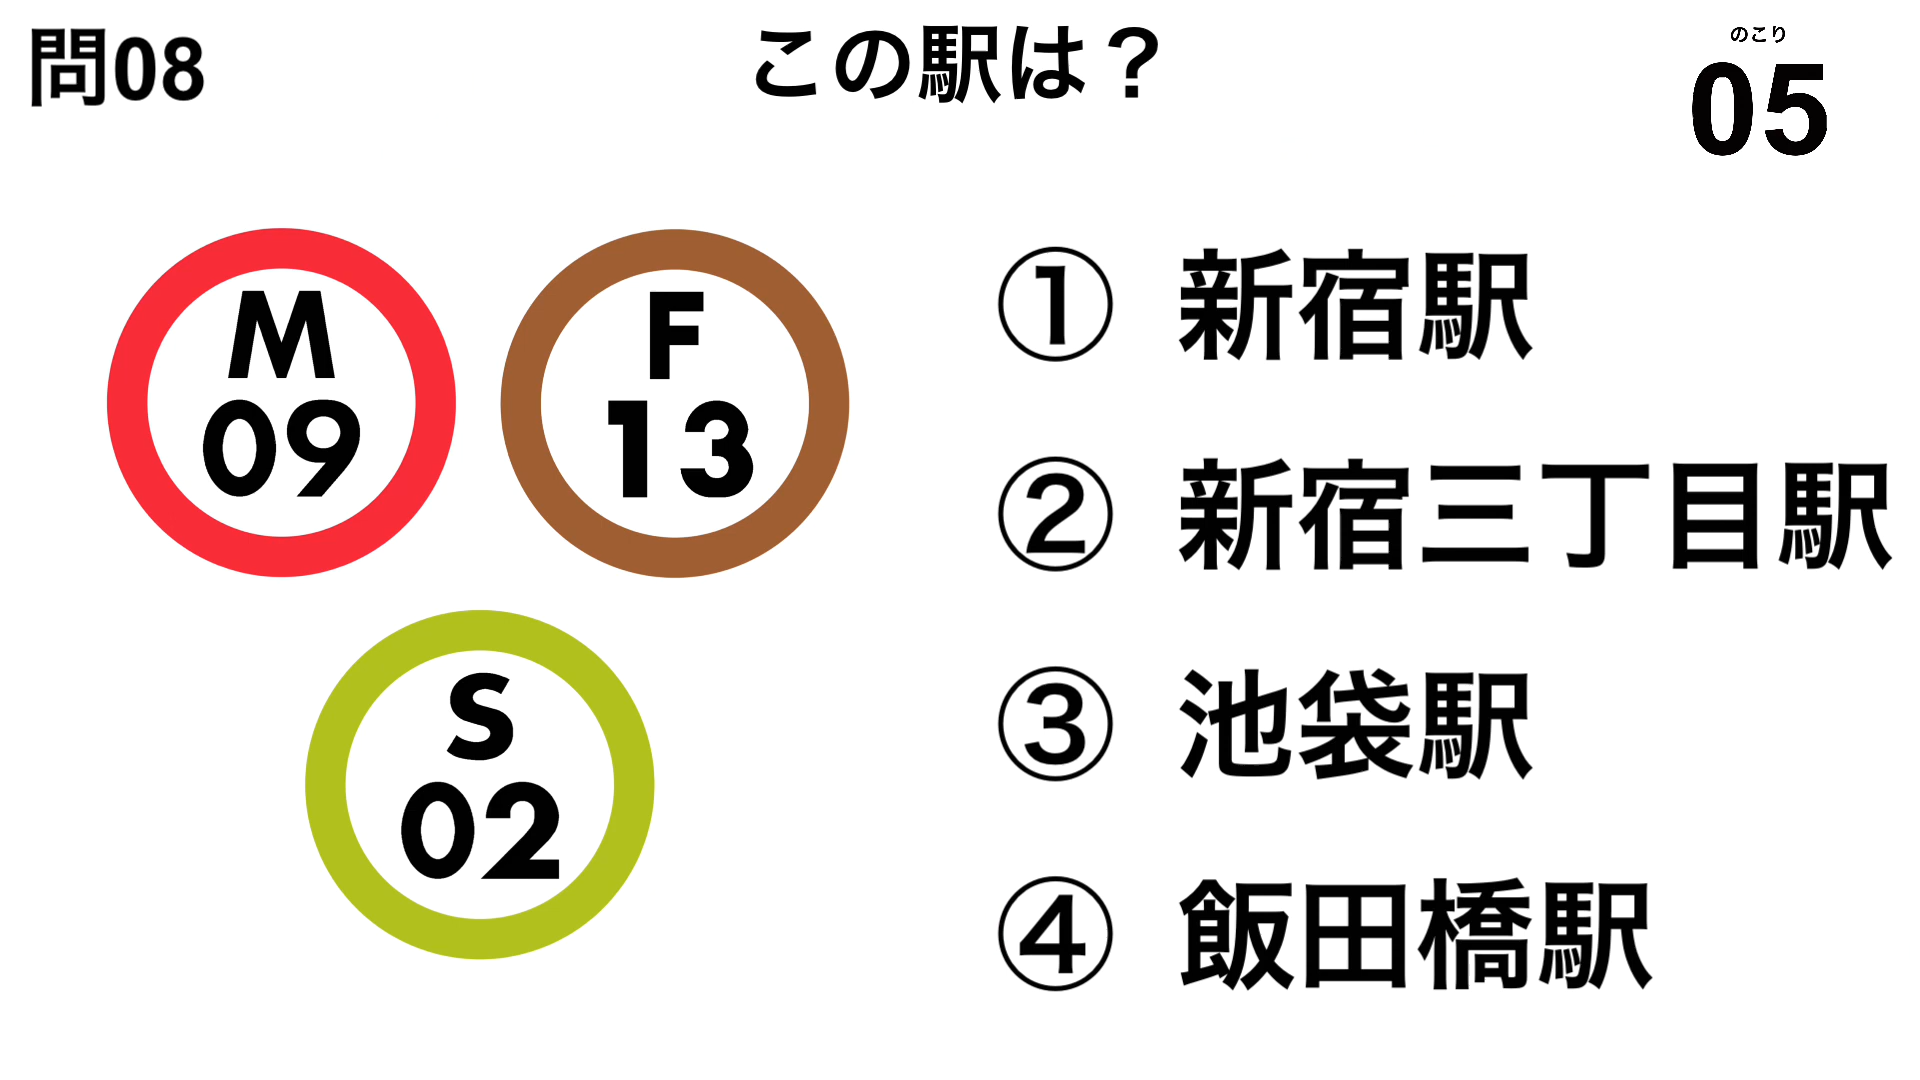 問08
この駅は？
のこり
05
M
09
F
13
S
02
① 新宿駅
② 新宿三丁目駅
③ 池袋駅
④ 飯田橋駅